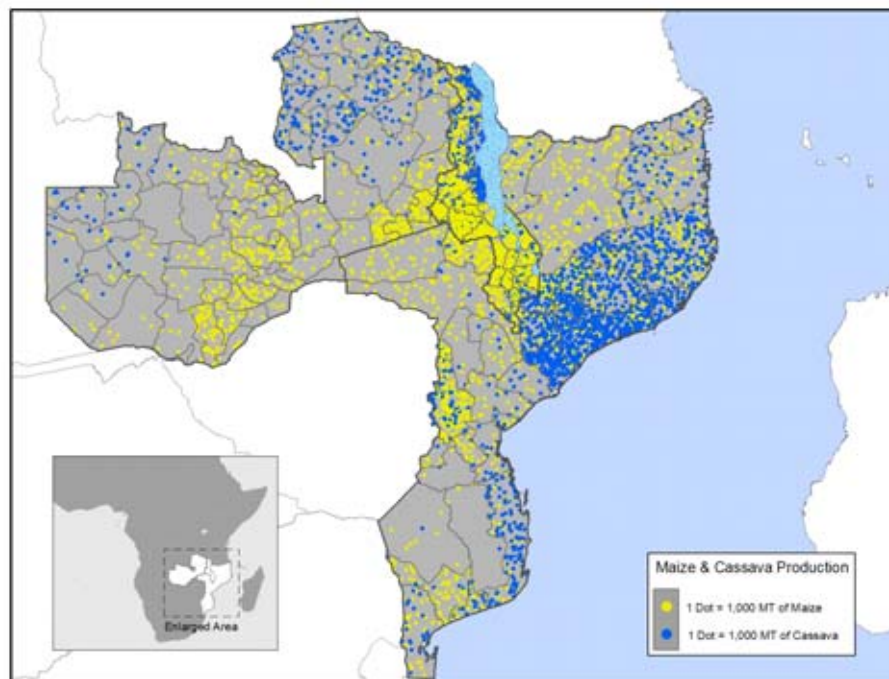 Enlarged Area
Maize & Cassava Production
1 Dot = 1,000 MT of Maize
1 Dot = 1,000 MT of Cassava